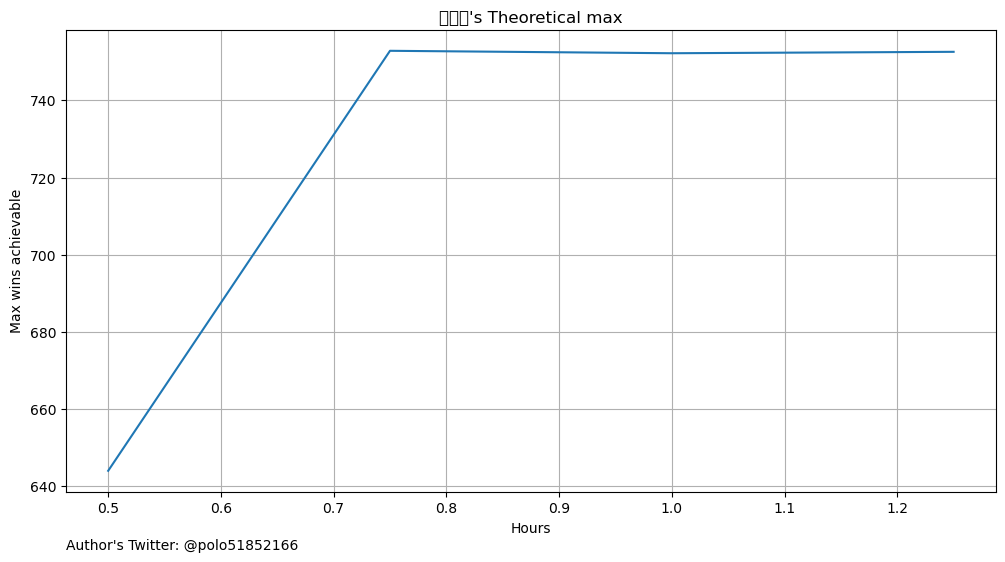 's Theoretical max
Max wins achievable
740
720
700
680
660
640
0.5 0.6 0.7 0.8 0.9 1.0 1.1 1.2
Hours
Author's Twitter: @polo51852166